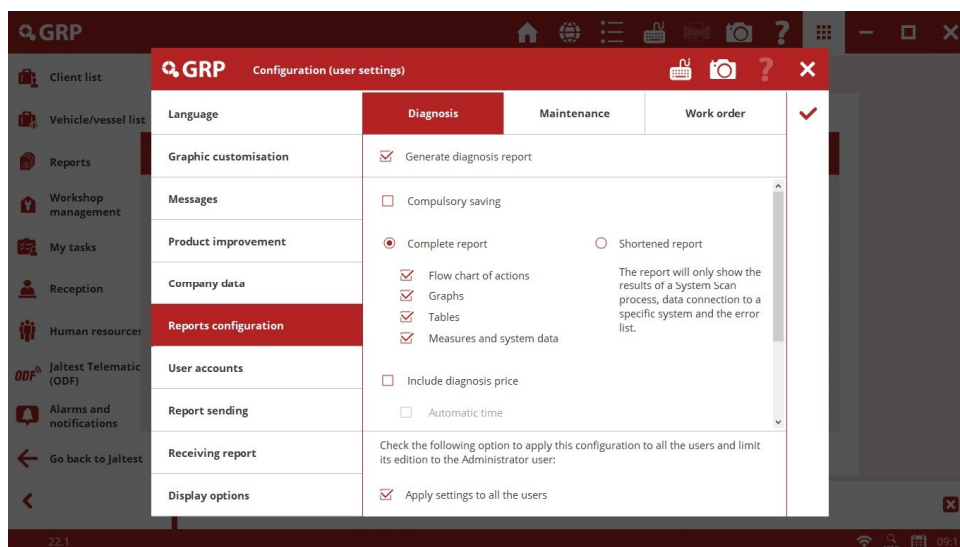 GRP
Client list
Vehicle/vessel list
Reports
Workshop
management
My tasks
Reception
Human resources
ODF
Jaltest Telematic
(ODF)
Alarms and
notifications
Go back to Jaltest
22.1
GRP
Configuration (user
settings)
Language
Graphic customisation
Messages
Product improvement
Company data
Reports configuration
User accounts
Report sending
Receiving report
Display options
Diagnosis
Maintenance
Work order
Generate diagnosis report
Compulsory saving
Complete report
Flow chart of actions
Graphs
Tables
Measures and system data
Shortened report
The report will only show the
results of a System Scan
process, data connection to a
specific system and the error
list.
Include diagnosis price
Automatic time
Check the following option to apply this configuration to all the users and limit
its edition to the Administrator user:
Apply settings to all the users
09:1